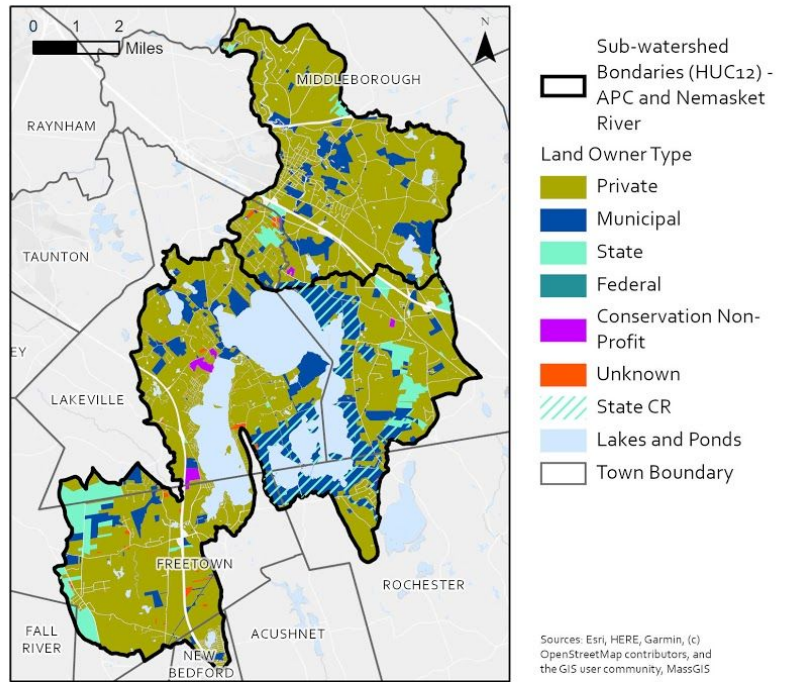 0 1 2
Miles
N
MIDDLEBOROUGH
RAYNHAM
TAUNTON
EY
LAKEVILLE
FREETOWN
ROCHESTER
FALL
RIVER
ACUSHNET
NEW
BEDFORD
Sub-watershed
Bondaries (HUC12) -
APC and Nemasket
River
Land Owner Type
Private
Municipal
State
Federal
Conservation Non-
Profit
Unknown
State CR
Lakes and Ponds
Town Boundary
Sources: Esri, HERE, Garmin, (c)
OpenStreetMap contributors, and
the GIS user community, MassGIS